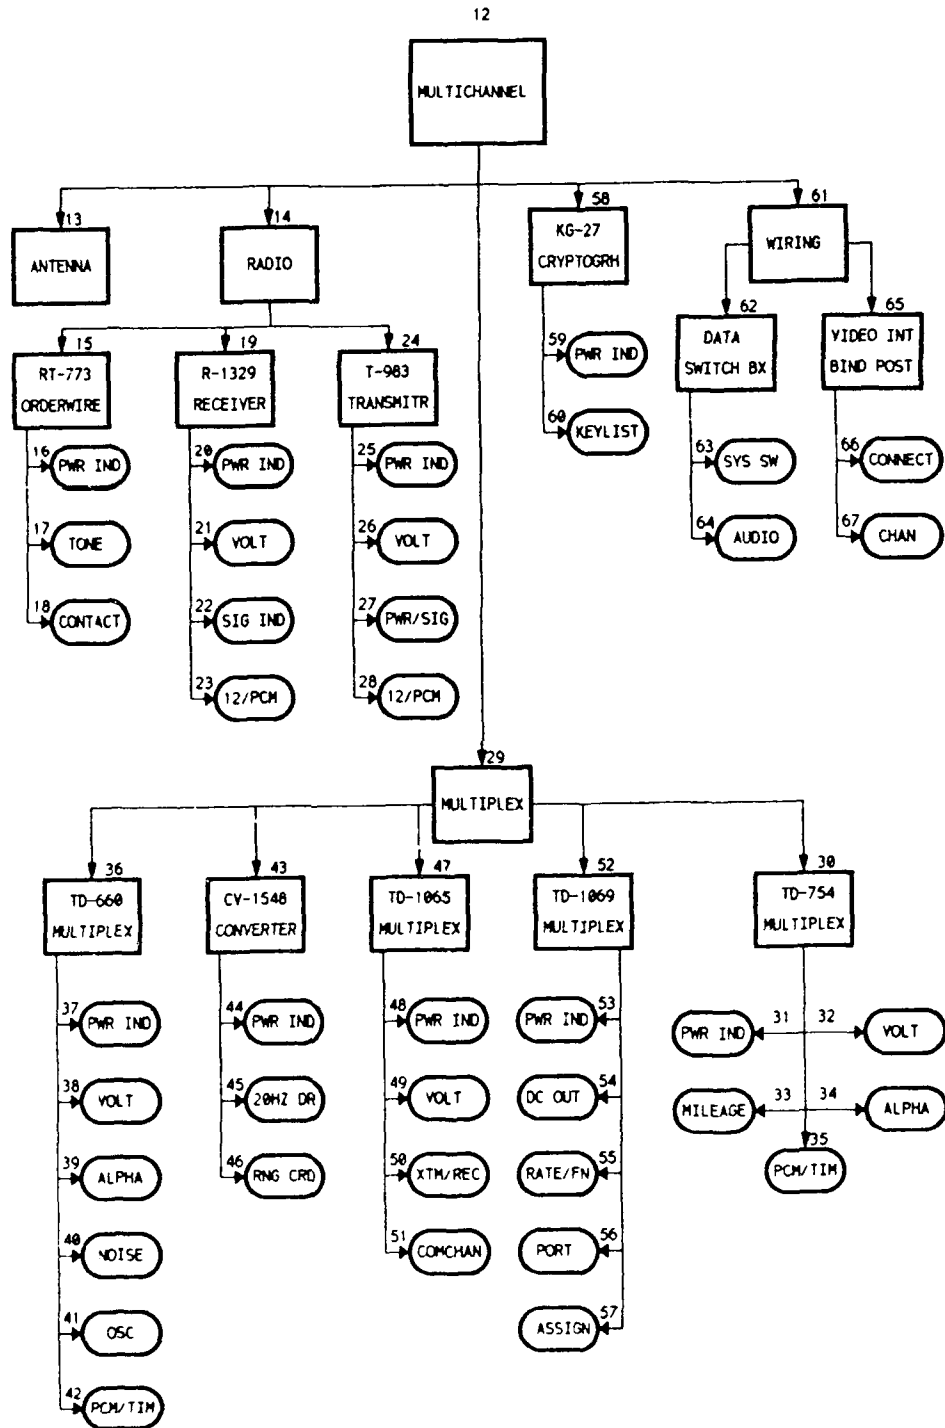 12
MULTICHANNEL
13
ANTENNA
14
RADIO
58
KG-27
CRYPTOGRH
61
WIRING
15
RT-773
ORDERWIRE
16
PWR IND
17
TONE
18
CONTACT
19
R-1329
RECEIVER
20
PWR IND
21
VOLT
22
SIG IND
23
12/PCM
24
T-983
TRANSMITR
25
PWR IND
26
VOLT
27
PWR/SIG
28
12/PCM
59
PWR IND
60
KEYLIST
62
DATA
SWITCH BX
63
SYS SW
64
AUDIO
65
VIDEO INT
BIND POST
66
CONNECT
67
CHAN
29
MULTIPLEX
36
TD-660
MULTIPLEX
37
PWR IND
38
VOLT
39
ALPHA
40
NOISE
41
OSC
42
PCM/TIM
43
CV-1548
CONVERTER
44
PWR IND
45
20HZ DR
46
RNG CRD
47
TD-1065
MULTIPLEX
48
PWR IND
49
VOLT
50
XTM/REC
51
COMCHAN
52
TD-1069
MULTIPLEX
53
PWR IND
54
DC OUT
55
RATE/FN
56
PORT
57
ASSIGN
30
TD-754
MULTIPLEX
31
PWR IND
32
VOLT
33
MILEAGE
34
ALPHA
35
PCM/TIM